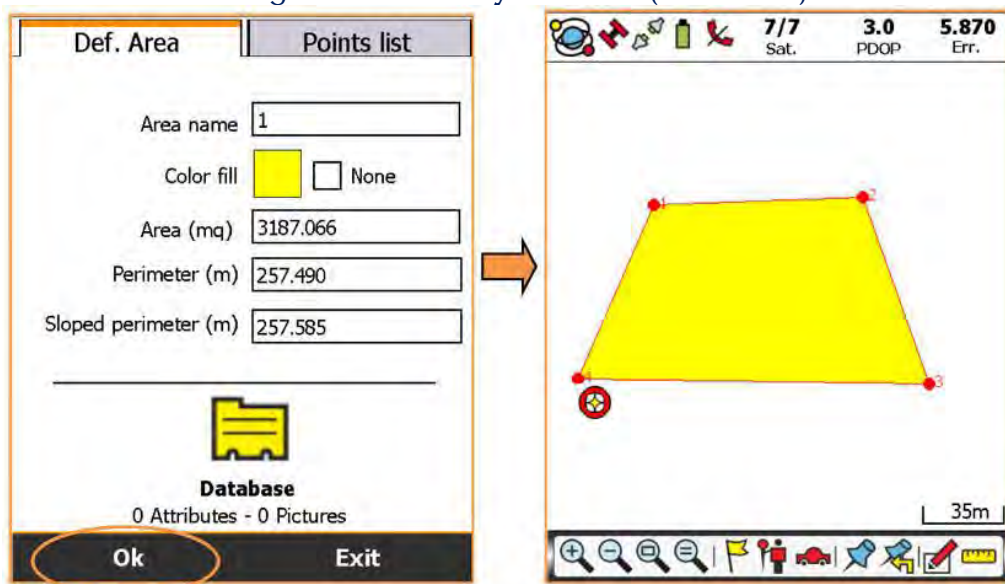 Def. Area
Points list
Area name 1
Color fill None
Area (mq) 3187.066
Perimeter (m) 257.490
Sloped perimeter (m) 257.585
Database
0 Attributes - 0 Pictures
Ok
Exit
7/7 3.0 5.870
Sat. PDOP Err.
1
2
4
3
35m